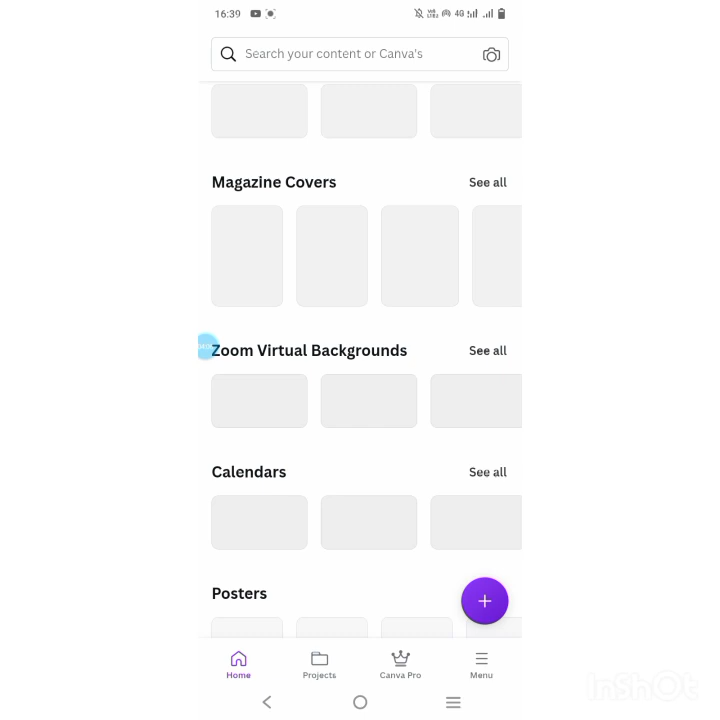 16:39
4G
Search your content or Canva's
Magazine Covers
See all
Zoom Virtual Backgrounds
See all
Calendars
See all
Posters
Home
Projects
Canva Pro
Menu
InShOt